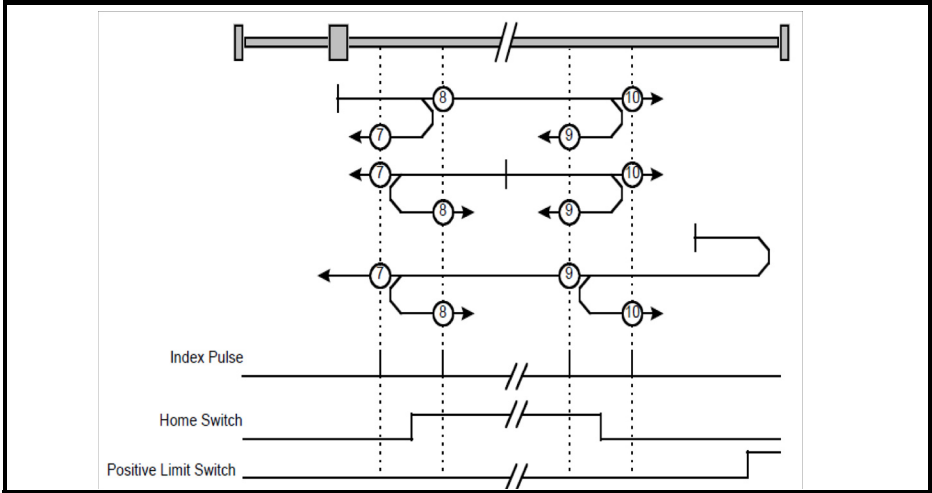 8 10
7 9
7 10
8 9
7 9
8 10
Index Pulse
Home Switch
Positive Limit Switch